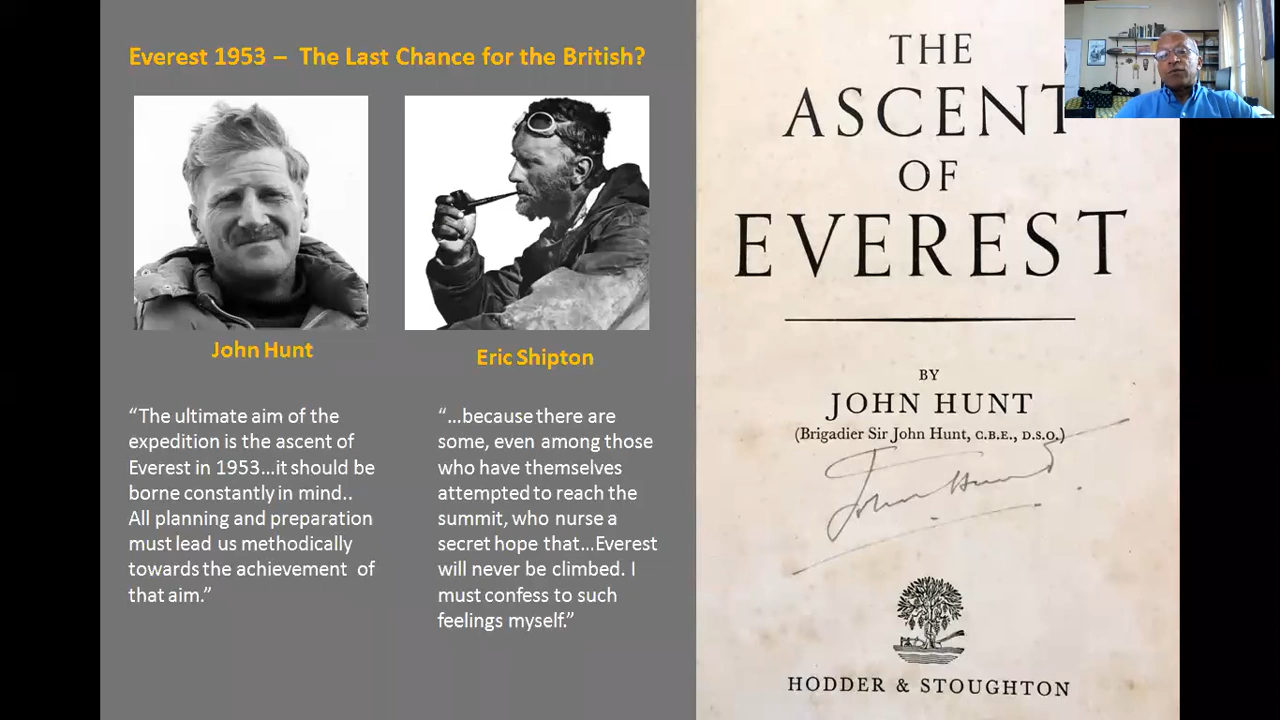 Everest 1953 – The Last Chance for the British?
John Hunt
Eric Shipton
“The ultimate aim of the
expedition is the ascent of
Everest in 1953...it should be
borne constantly in mind..
All planning and preparation
must lead us methodically
towards the achievement of
that aim.”
“...because there are
some, even among those
who have themselves
attempted to reach the
summit, who nurse a
secret hope that...Everest
will never be climbed. I
must confess to such
feelings myself.”
THE
ASCENT
OF
EVEREST
BY
JOHN HUNT
(Brigadier Sir John Hunt, C.B.E., D.S.O.)
John Hunt
HODDER & STOUGHTON